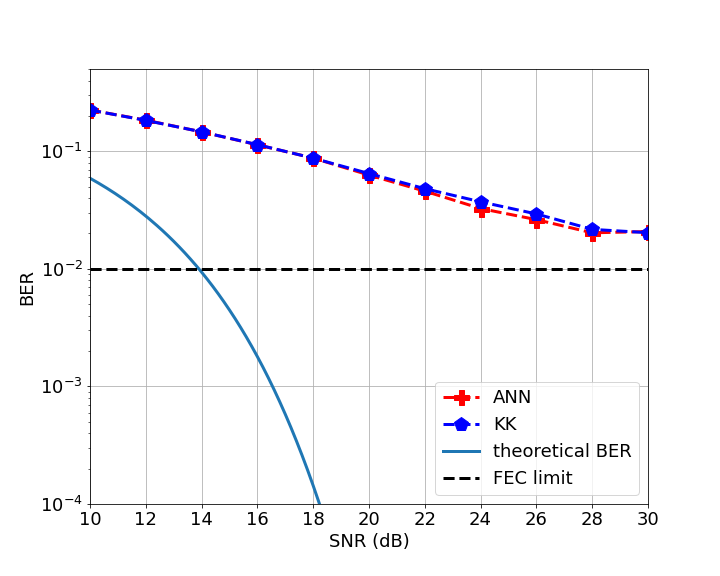 BER
10⁻¹
10⁻²
10⁻³
10⁻⁴
10 12 14 16 18 20 22 24 26 28 30
SNR (dB)
ANN
KK
theoretical BER
FEC limit